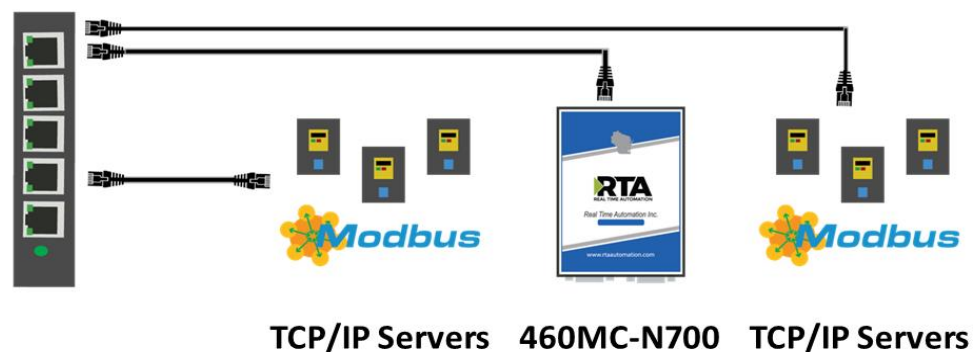 RTA
REAL TIME AUTOMATION
Real Time Automation Inc.
www.rtaautomation.com
Modbus
Modbus
TCP/IP Servers 460MC-N700 TCP/IP Servers